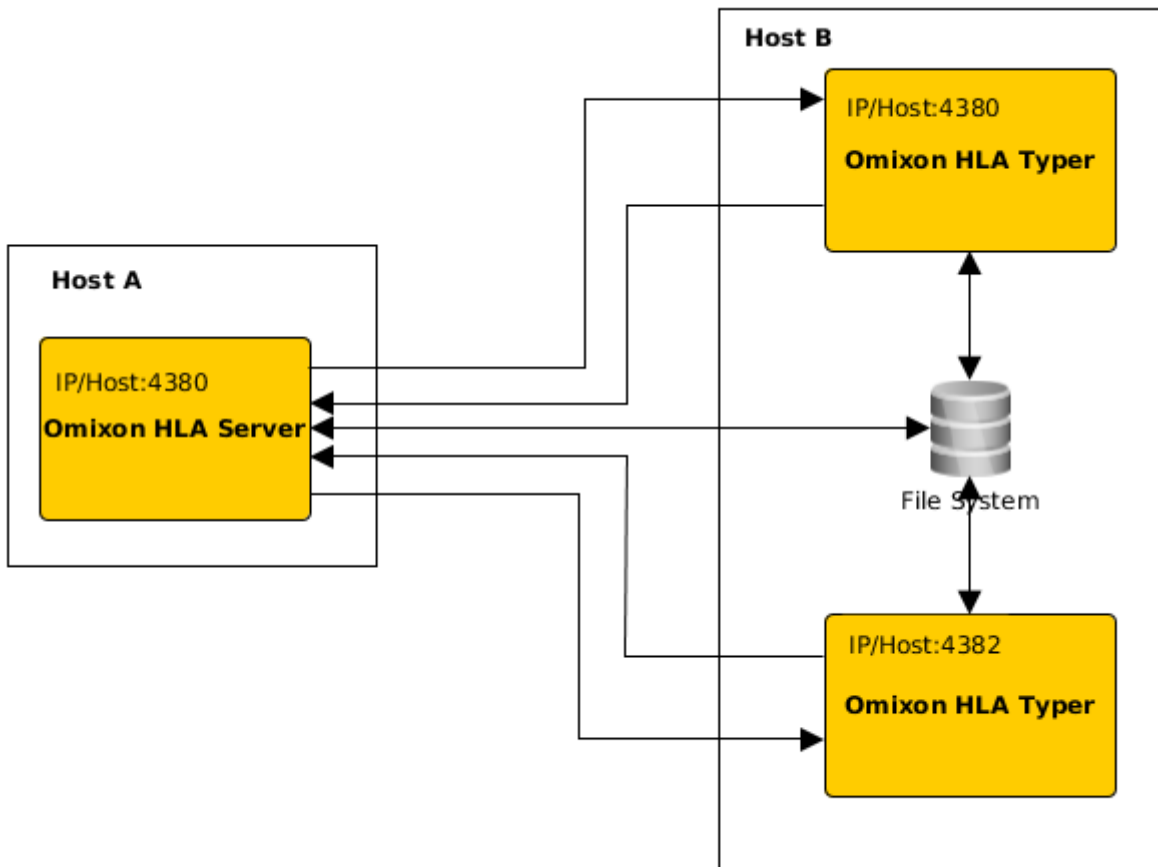 Host B
IP/Host:4380
Omixon HLA Typer
Host A
IP/Host:4380
Omixon HLA Server
File System
IP/Host:4382
Omixon HLA Typer